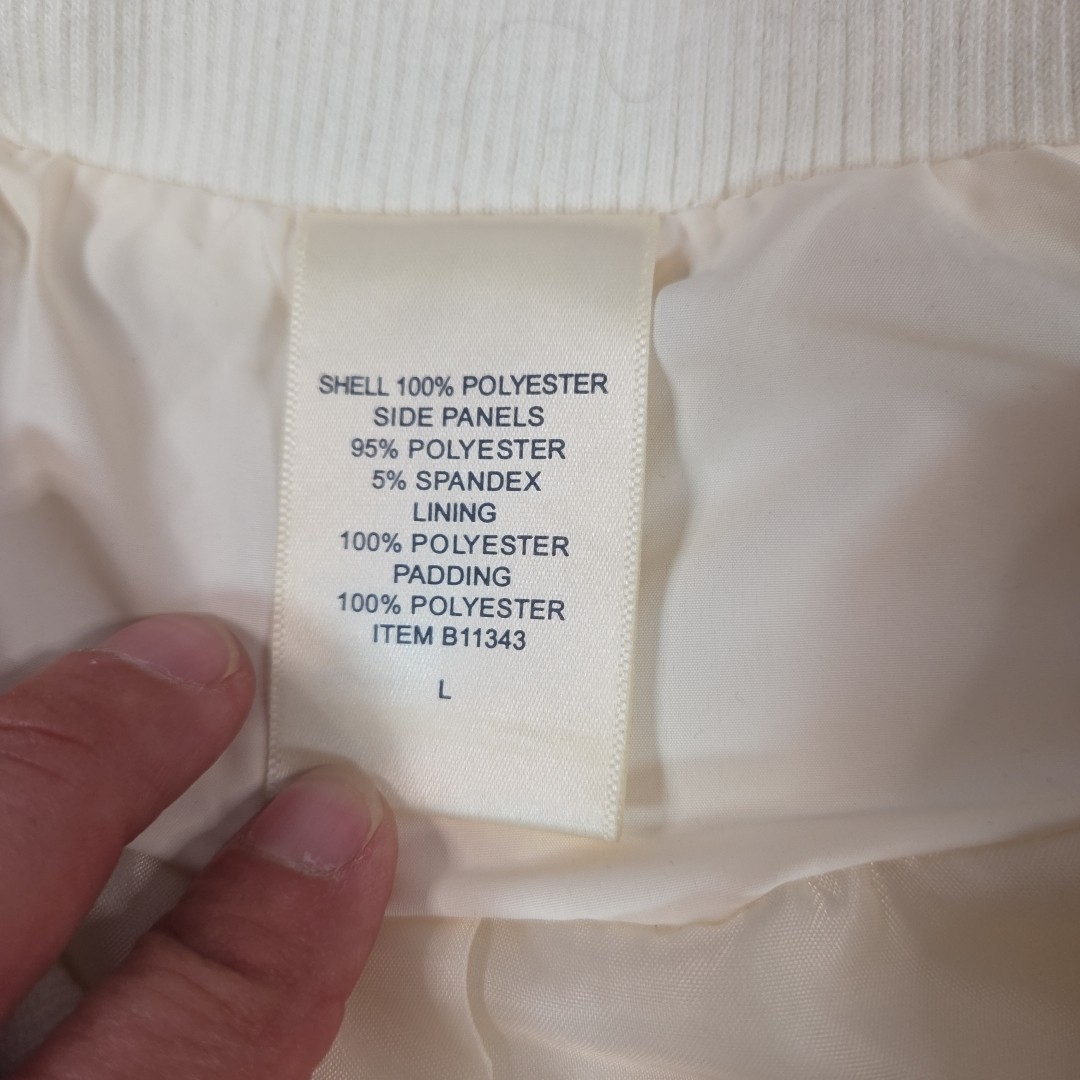 SHELL 100% POLYESTER
SIDE PANELS
95% POLYESTER
5% SPANDEX
LINING
100% POLYESTER
PADDING
100% POLYESTER
ITEM B11343
L